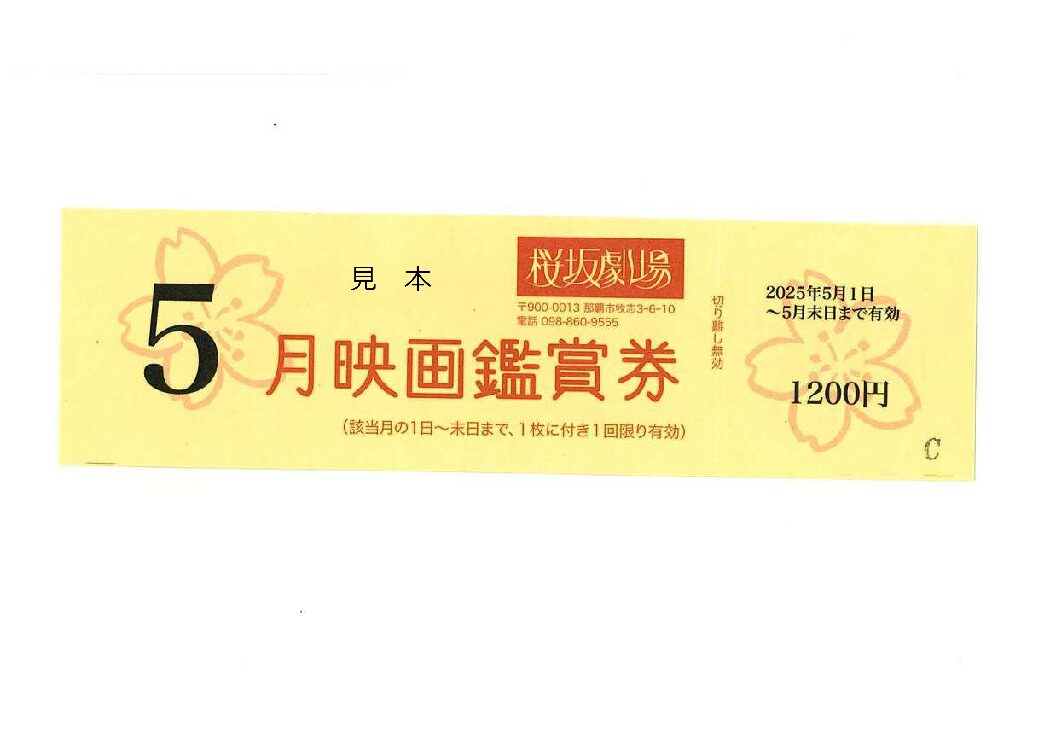 見 本
桜坂劇場
〒900-0013 那覇市牧志3-6-10
電話 098-860-9555
5月映画鑑賞券
(該当月の1日～末日まで、1枚に付き1回限り有効)
切り離し無効
2025年5月1日
～5月末日まで有効
1200円
C